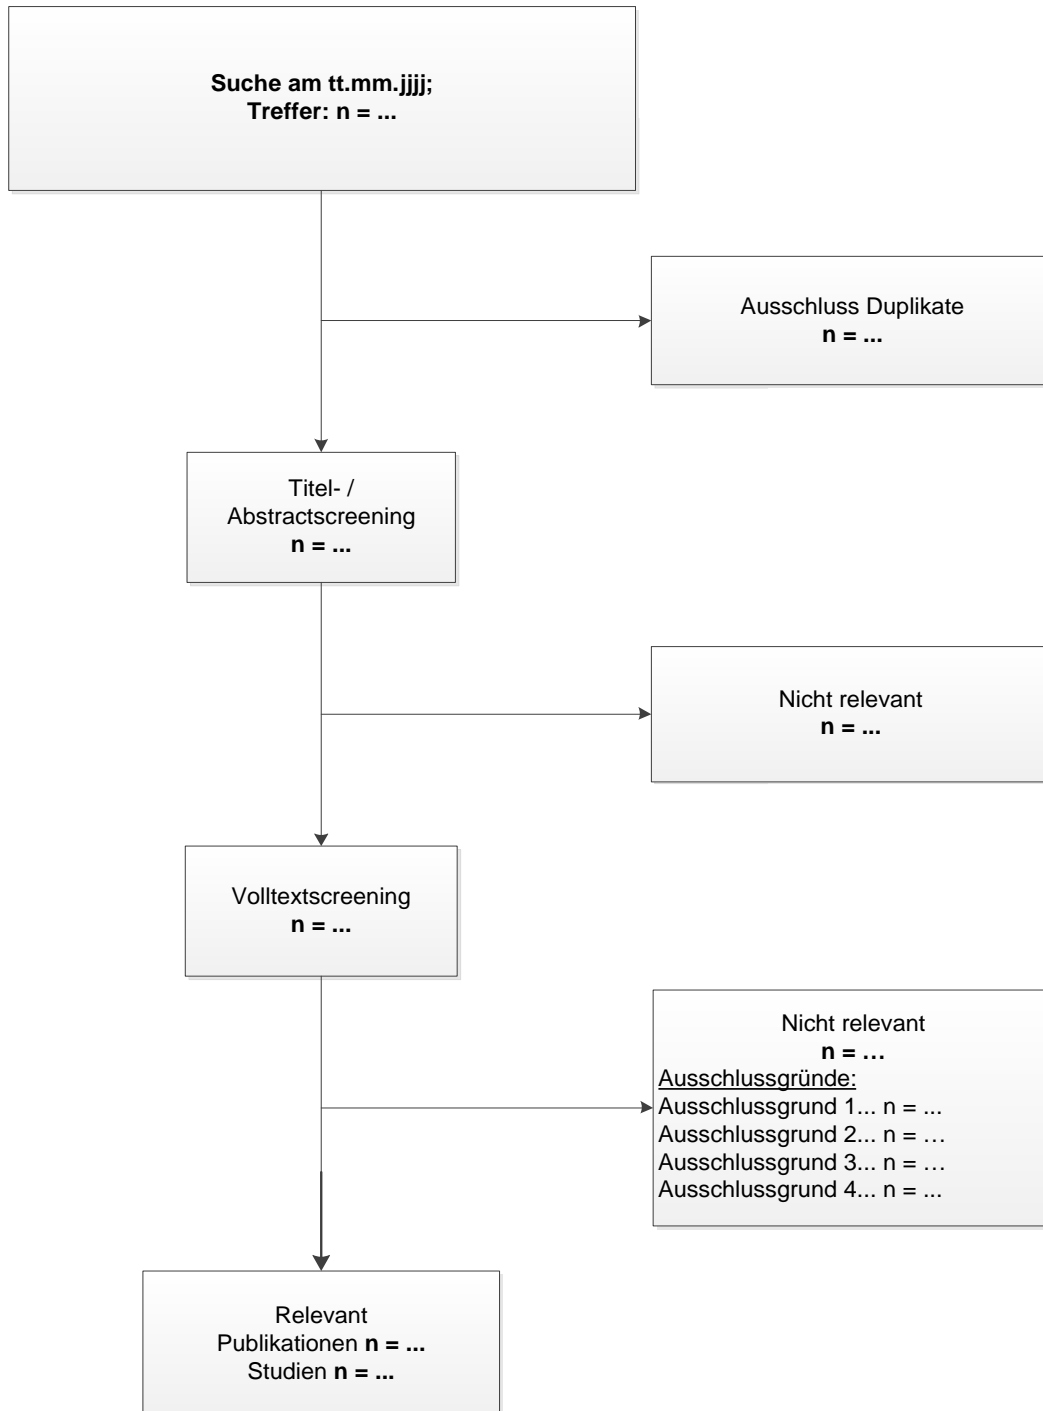 Suche am tt.mm.jjjj;
Treffer: n = ...
Ausschluss Duplikate
n = ...
Titel- /
Abstractscreening
n = ...
Nicht relevant
n = ...
Volltextscreening
n = ...
Nicht relevant
n = …
Ausschlussgründe:
Ausschlussgrund 1... n = ...
Ausschlussgrund 2... n = …
Ausschlussgrund 3... n = …
Ausschlussgrund 4... n = ...
Relevant
Publikationen n = ...
Studien n = ...